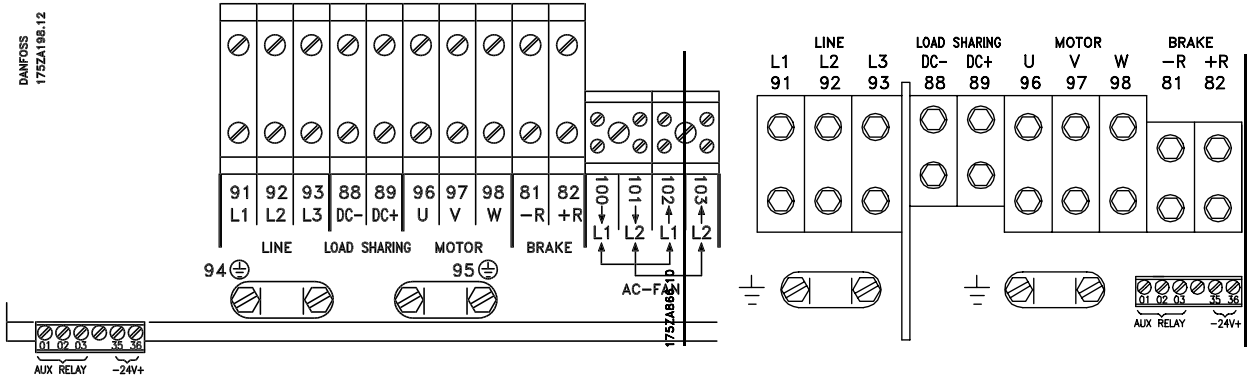 DANFOSS
175ZA198.12
91 92 93 88 89 96 97 98 81 82 100 101 102 103
L1 L2 L3 DC- DC+ U V W -R +R L1 L2 L1 L2
LINE LOAD SHARING MOTOR BRAKE
94 95
AC-FAN
01 02 03 35 36
AUX RELAY -24V+
175ZA866.10
LINE LOAD SHARING MOTOR BRAKE
L1 L2 L3 DC- DC+ U V W -R +R
91 92 93 88 89 96 97 98 81 82
01 02 03 35 36
AUX RELAY -24V+